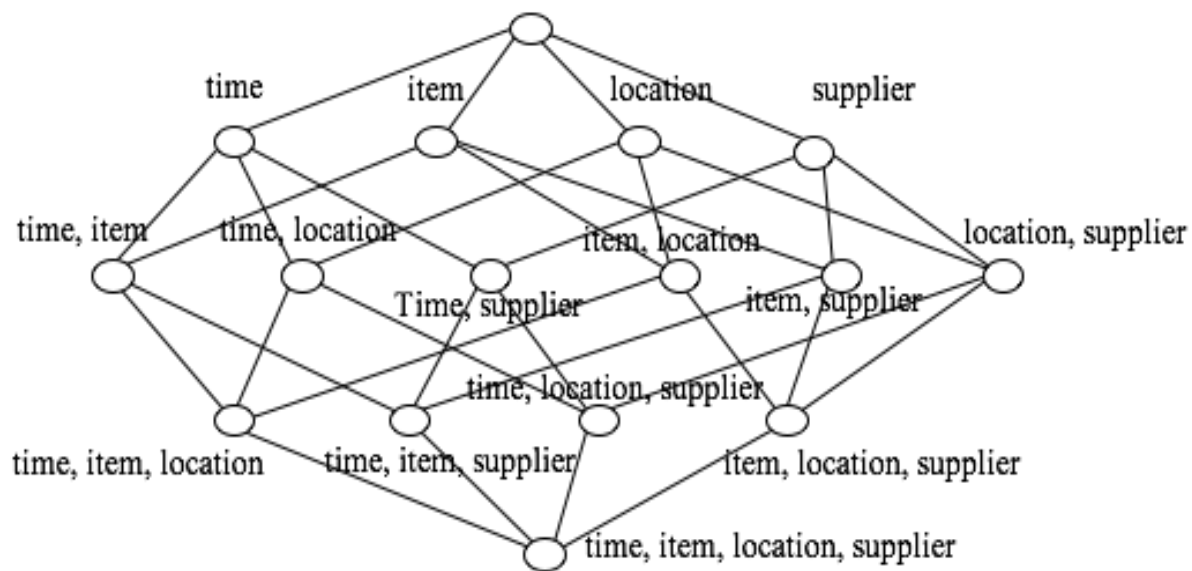 time
item
location
supplier
time, item
time, location
item, location
location, supplier
Time, supplier
item, supplier
time, location, supplier
time, item, location
time, item, supplier
item, location, supplier
time, item, location, supplier